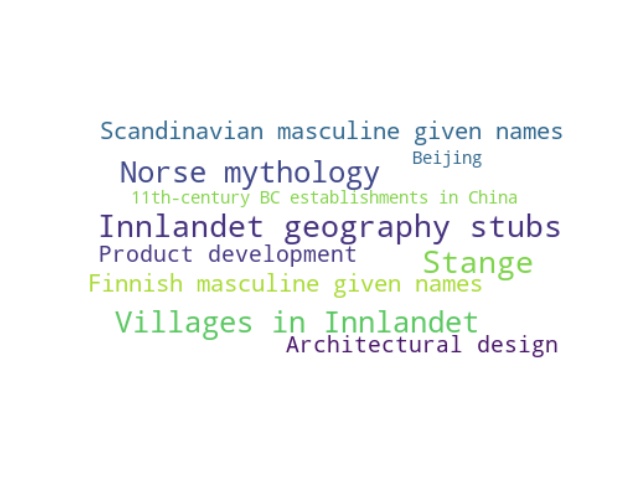 Scandinavian masculine given names
Beijing
Norse mythology
11th-century BC establishments in China
Innlandet geography stubs
Product development
Stange
Finnish masculine given names
Villages in Innlandet
Architectural design